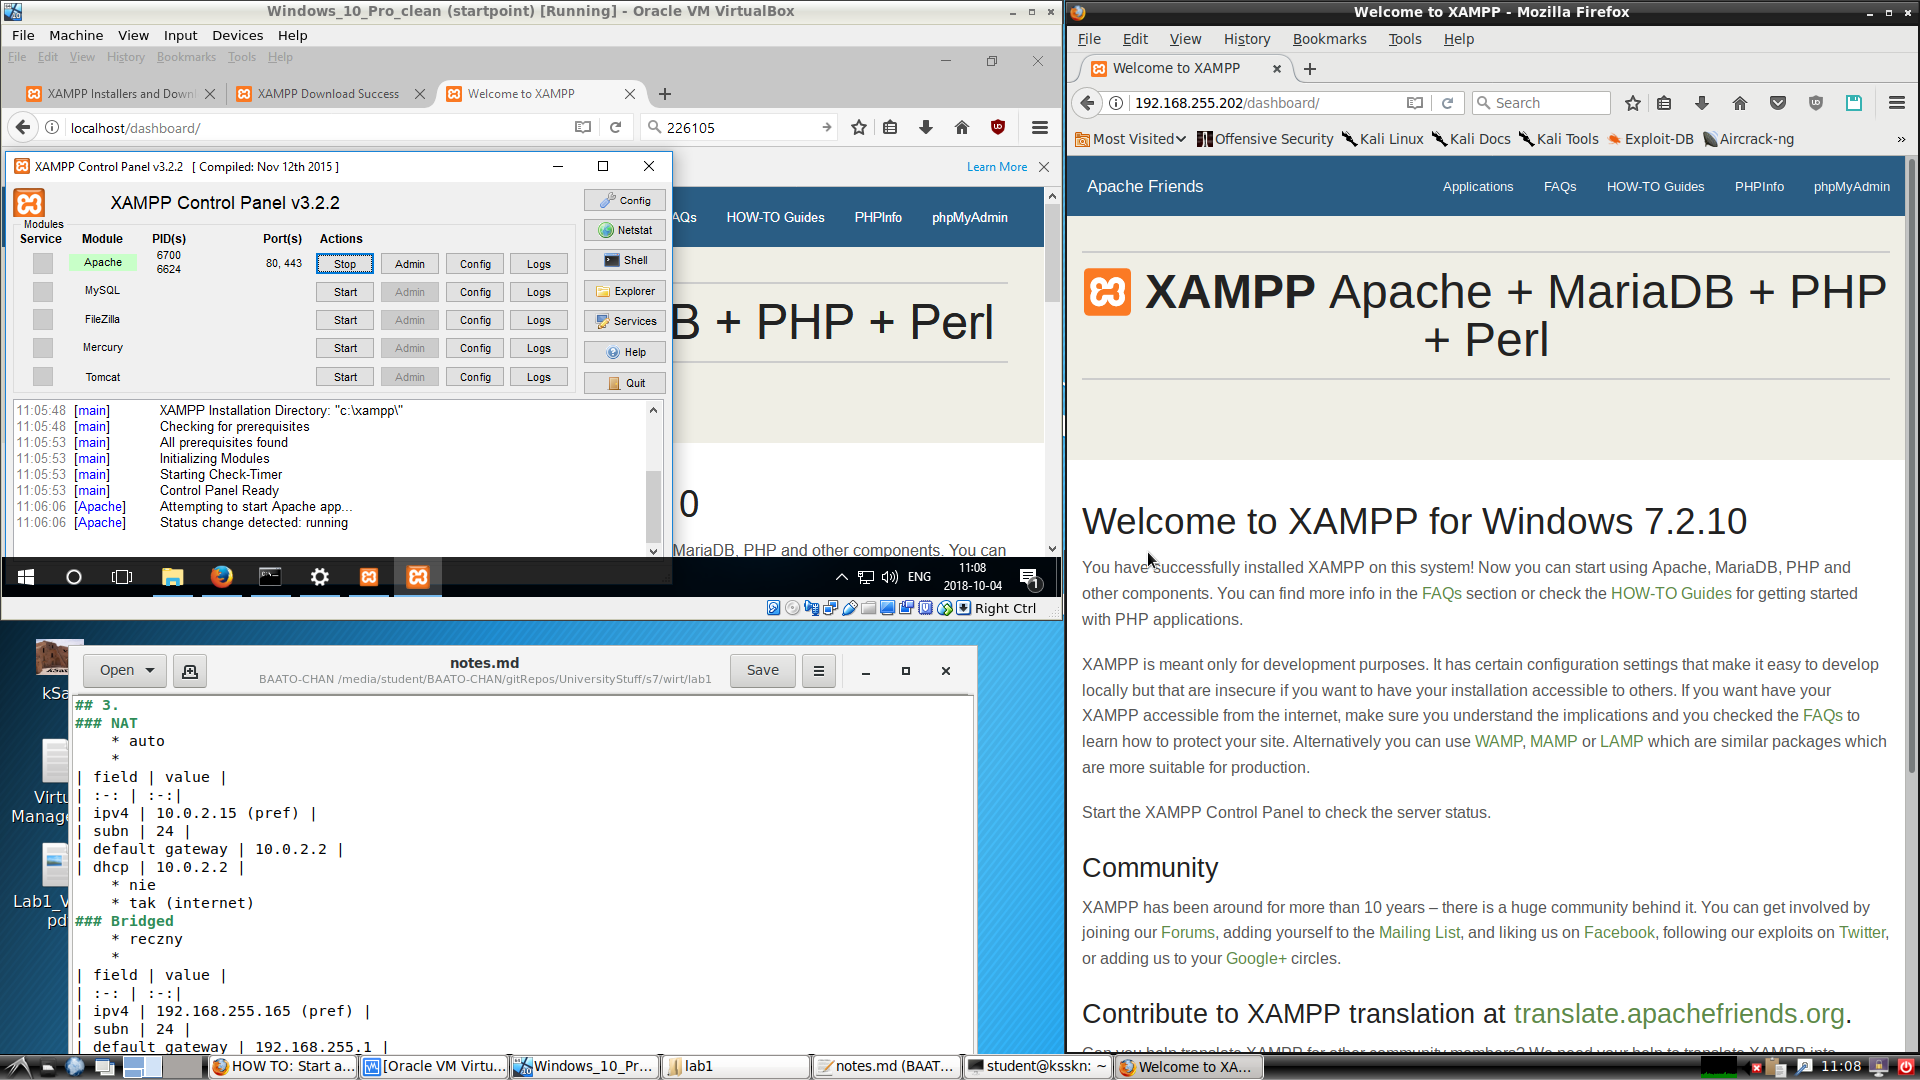 Windows_10_Pro_clean (startpoint) [Running] - Oracle VM VirtualBox
File Machine View Input Devices Help
File Edit View History Bookmarks Tools Help
XAMPP Installers and Down
XAMPP Download Success
Welcome to XAMPP
localhost/dashboard/
226105
XAMPP Control Panel v3.2.2 [ Compiled: Nov 12th 2015 ]
Learn More
XAMPP Control Panel v3.2.2
Modules
Service Module PID(s) Port(s) Actions
Apache 6700 6624 80, 443 Stop Admin Config Logs
MySQL Start Admin Config Logs
FileZilla Start Admin Config Logs
Mercury Start Admin Config Logs
Tomcat Start Admin Config Logs
Config
Netstat
Shell
Explorer
Services
Help
Quit
11:05:48 [main] XAMPP Installation Directory: "c:\xampp\"
11:05:48 [main] Checking for prerequisites
11:05:53 [main] All prerequisites found
11:05:53 [main] Initializing Modules
11:05:53 [main] Starting Check-Timer
11:05:53 [main] Control Panel Ready
11:06:06 [Apache] Attempting to start Apache app...
11:06:06 [Apache] Status change detected: running
AQs HOW-TO Guides PHPInfo phpMyAdmin
B + PHP + Perl
0
MariaDB, PHP and other components. You can
ENG
11:08
2018-10-04
1
Right Ctrl
kSa
Virtu
Manage
Lab1_V
pd
Open
notes.md
BAATO-CHAN /media/student/BAATO-CHAN/gitRepos/UniversityStuff/s7/wirt/lab1
Save
## 3.
### NAT
* auto
*
| field | value |
| :-: | :-:|
| ipv4 | 10.0.2.15 (pref) |
| subn | 24 |
| default gateway | 10.0.2.2 |
| dhcp | 10.0.2.2 |
* nie
* tak (internet)
### Bridged
* reczny
*
| field | value |
| :-: | :-:|
| ipv4 | 192.168.255.165 (pref) |
| subn | 24 |
| default gateway | 192.168.255.1 |
Welcome to XAMPP - Mozilla Firefox
File Edit View History Bookmarks Tools Help
Welcome to XAMPP
192.168.255.202/dashboard/
Search
Most Visited Offensive Security Kali Linux Kali Docs Kali Tools Exploit-DB Aircrack-ng »
Apache Friends Applications FAQs HOW-TO Guides PHPInfo phpMyAdmin
XAMPP Apache + MariaDB + PHP
+ Perl
Welcome to XAMPP for Windows 7.2.10
You have successfully installed XAMPP on this system! Now you can start using Apache, MariaDB, PHP and
other components. You can find more info in the FAQs section or check the HOW-TO Guides for getting started
with PHP applications.
XAMPP is meant only for development purposes. It has certain configuration settings that make it easy to develop
locally but that are insecure if you want to have your installation accessible to others. If you want have your
XAMPP accessible from the internet, make sure you understand the implications and you checked the FAQs to
learn how to protect your site. Alternatively you can use WAMP, MAMP or LAMP which are similar packages which
are more suitable for production.
Start the XAMPP Control Panel to check the server status.
Community
XAMPP has been around for more than 10 years – there is a huge community behind it. You can get involved by
joining our Forums, adding yourself to the Mailing List, and liking us on Facebook, following our exploits on Twitter,
or adding us to your Google+ circles.
Contribute to XAMPP translation at translate.apachefriends.org.
HOW TO: Start a...
[Oracle VM Virtu...
Windows_10_Pr...
lab1
notes.md (BAAT...
student@ksskn: ~
Welcome to XA...
11:08